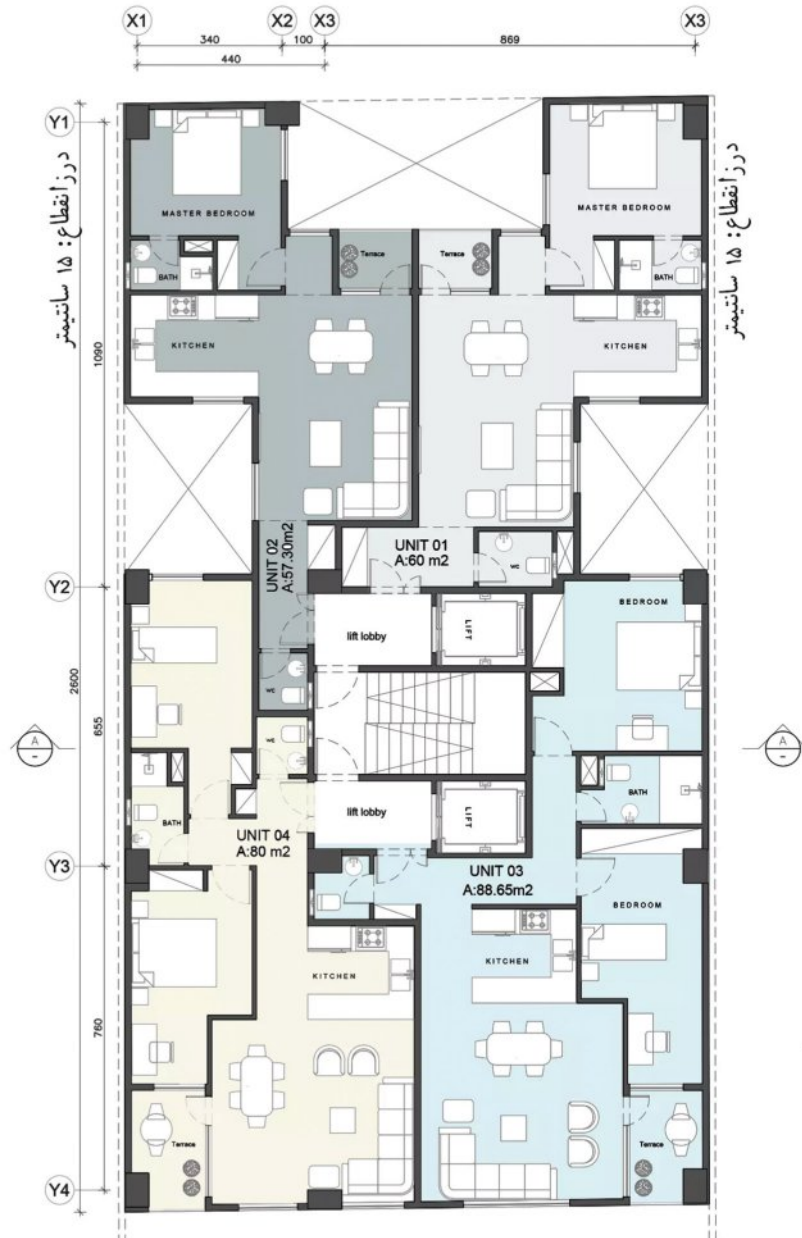 X1
X2
X3
X3
340
100
869
440
Y1
درز انقطاع: ۱۵ سانتیمتر
درز انقطاع: ۱۵ سانتیمتر
MASTER BEDROOM
MASTER BEDROOM
Terrace
Terrace
BATH
BATH
KITCHEN
KITCHEN
1090
UNIT 02
A:57.30m2
UNIT 01
A:60 m2
WC
Y2
BEDROOM
lift lobby
LIFT
2600
WC
655
WC
A
-
A
-
BATH
BATH
lift lobby
LIFT
UNIT 04
A:80 m2
Y3
UNIT 03
A:88.65m2
BEDROOM
KITCHEN
KITCHEN
760
Terrace
Terrace
Y4